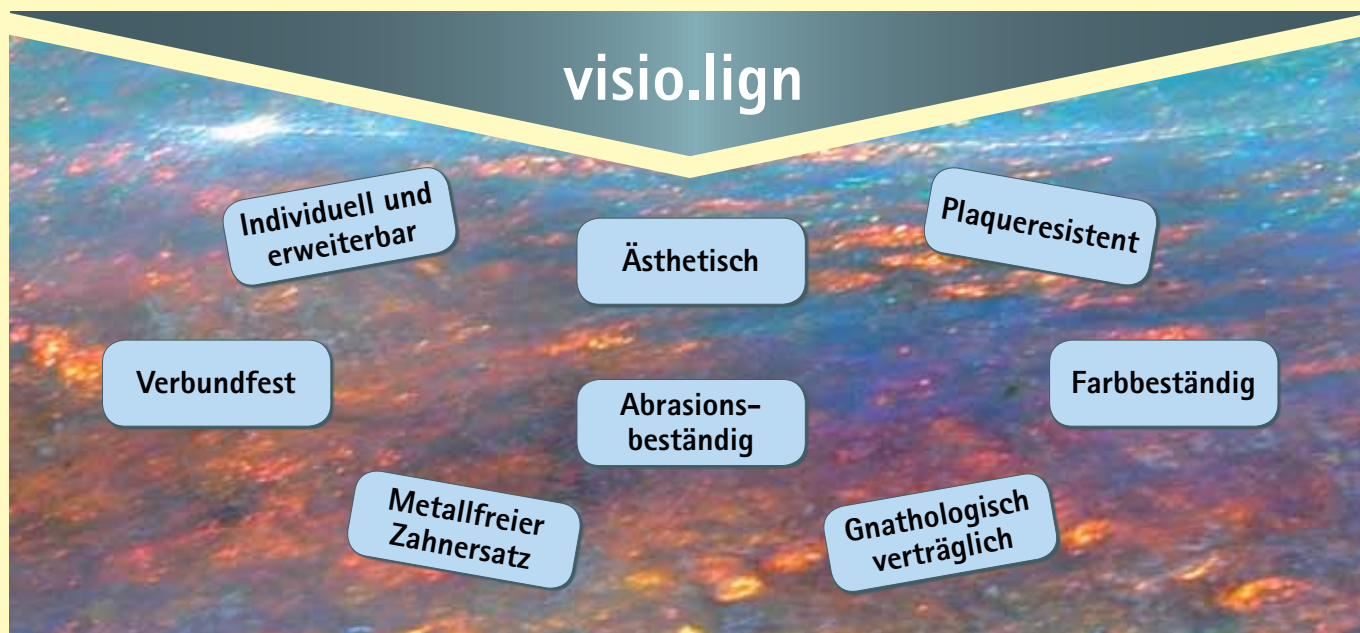 visio.lign
Individuell und
erweiterbar
Ästhetisch
Plaqueresistent
Verbundfest
Abrasions-
beständig
Farbbeständig
Metallfreier
Zahnersatz
Gnathologisch
verträglich